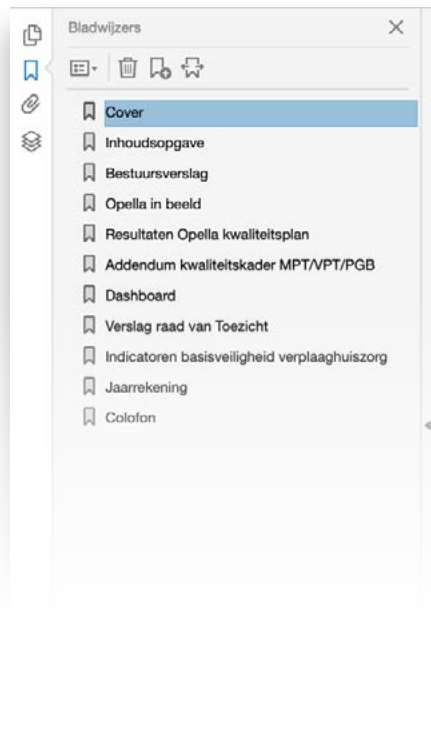 Bladwijzers
Cover
Inhoudsopgave
Bestuursverslag
Opella in beeld
Resultaten Opella kwaliteitsplan
Addendum kwaliteitskader MPT/VPT/PGB
Dashboard
Verslag raad van Toezicht
Indicatoren basisveiligheid verplaaghuiszorg
Jaarrekening
Colofon